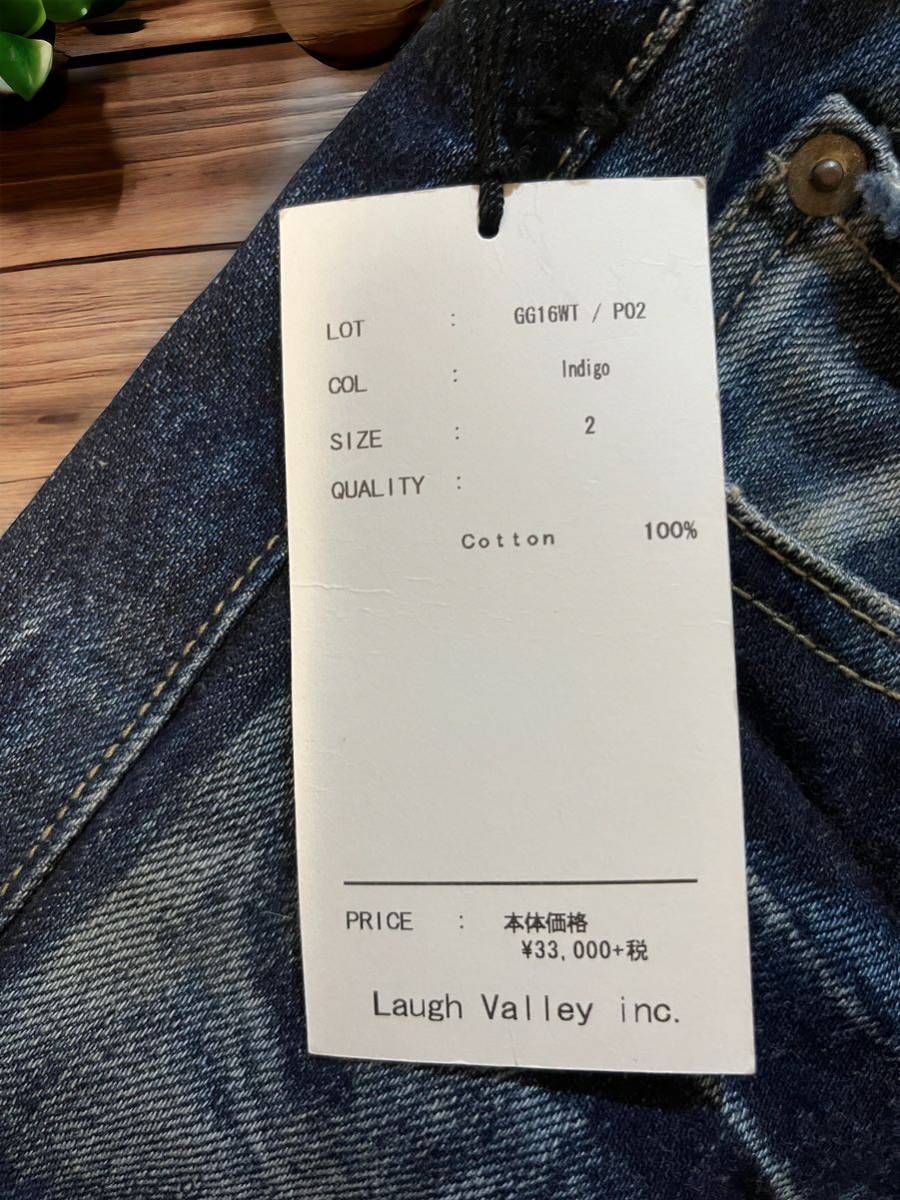 LOT : GG16WT / P02
COL : Indigo
SIZE : 2
QUALITY :
Cotton 100%
PRICE : 本体価格
¥33,000+税
Laugh Valley inc.